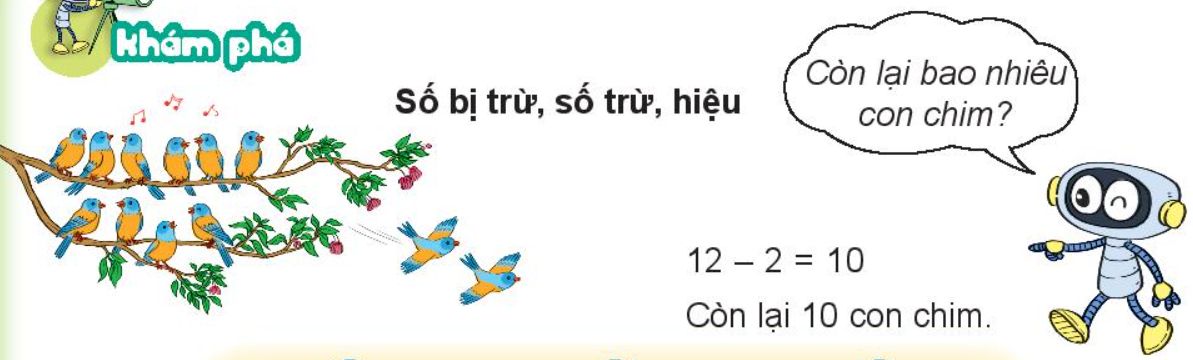 khám phá
Số bị trừ, số trừ, hiệu
Còn lại bao nhiêu
con chim?
12 – 2 = 10
Còn lại 10 con chim.